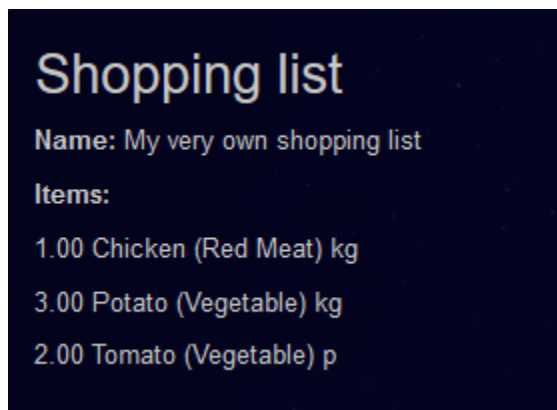 Shopping list
Name: My very own shopping list
Items:
1.00 Chicken (Red Meat) kg
3.00 Potato (Vegetable) kg
2.00 Tomato (Vegetable) p